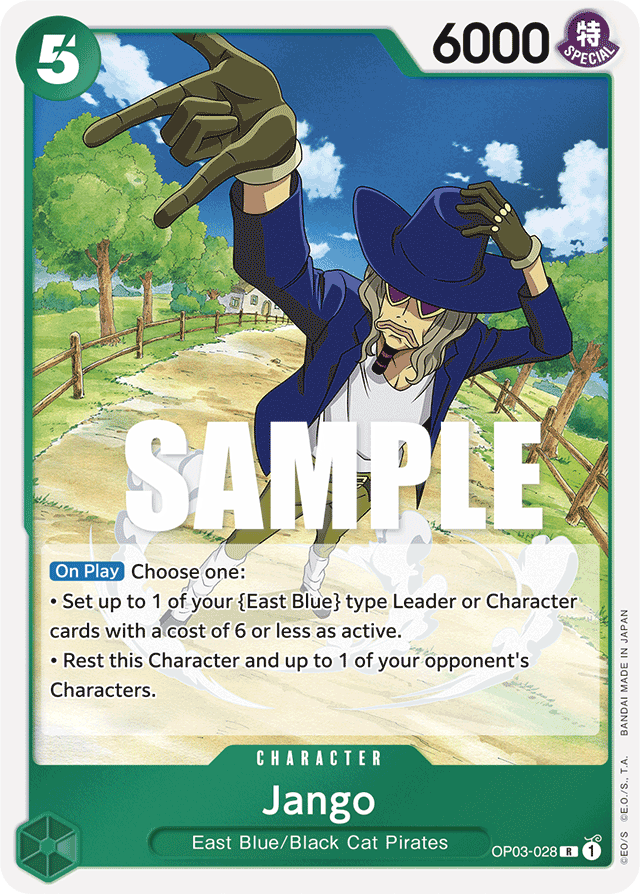 5
6000
特
SPECIAL
SAMPLE
On Play Choose one:
• Set up to 1 of your {East Blue} type Leader or Character
cards with a cost of 6 or less as active.
• Rest this Character and up to 1 of your opponent's
Characters.
CHARACTER
Jango
East Blue/Black Cat Pirates
OP03-028 R 1
©EO/S ©E.O./S., T.A. BANDAI MADE IN JAPAN